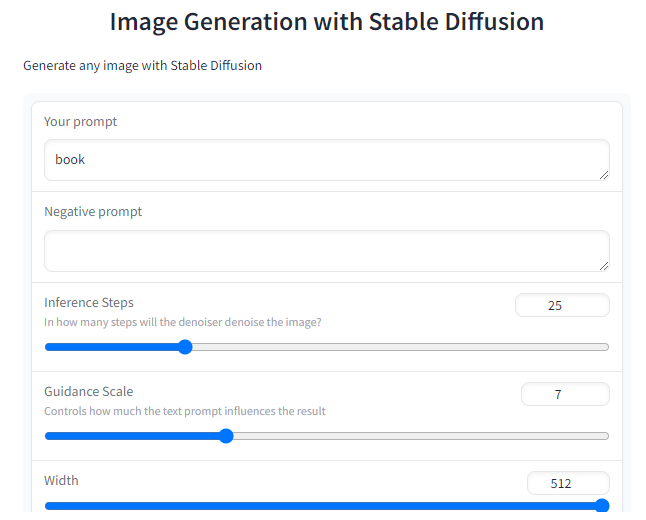 Image Generation with Stable Diffusion
Generate any image with Stable Diffusion
Your prompt
book
Negative prompt
Inference Steps
25
In how many steps will the denoiser denoise the image?
Guidance Scale
7
Controls how much the text prompt influences the result
Width
512